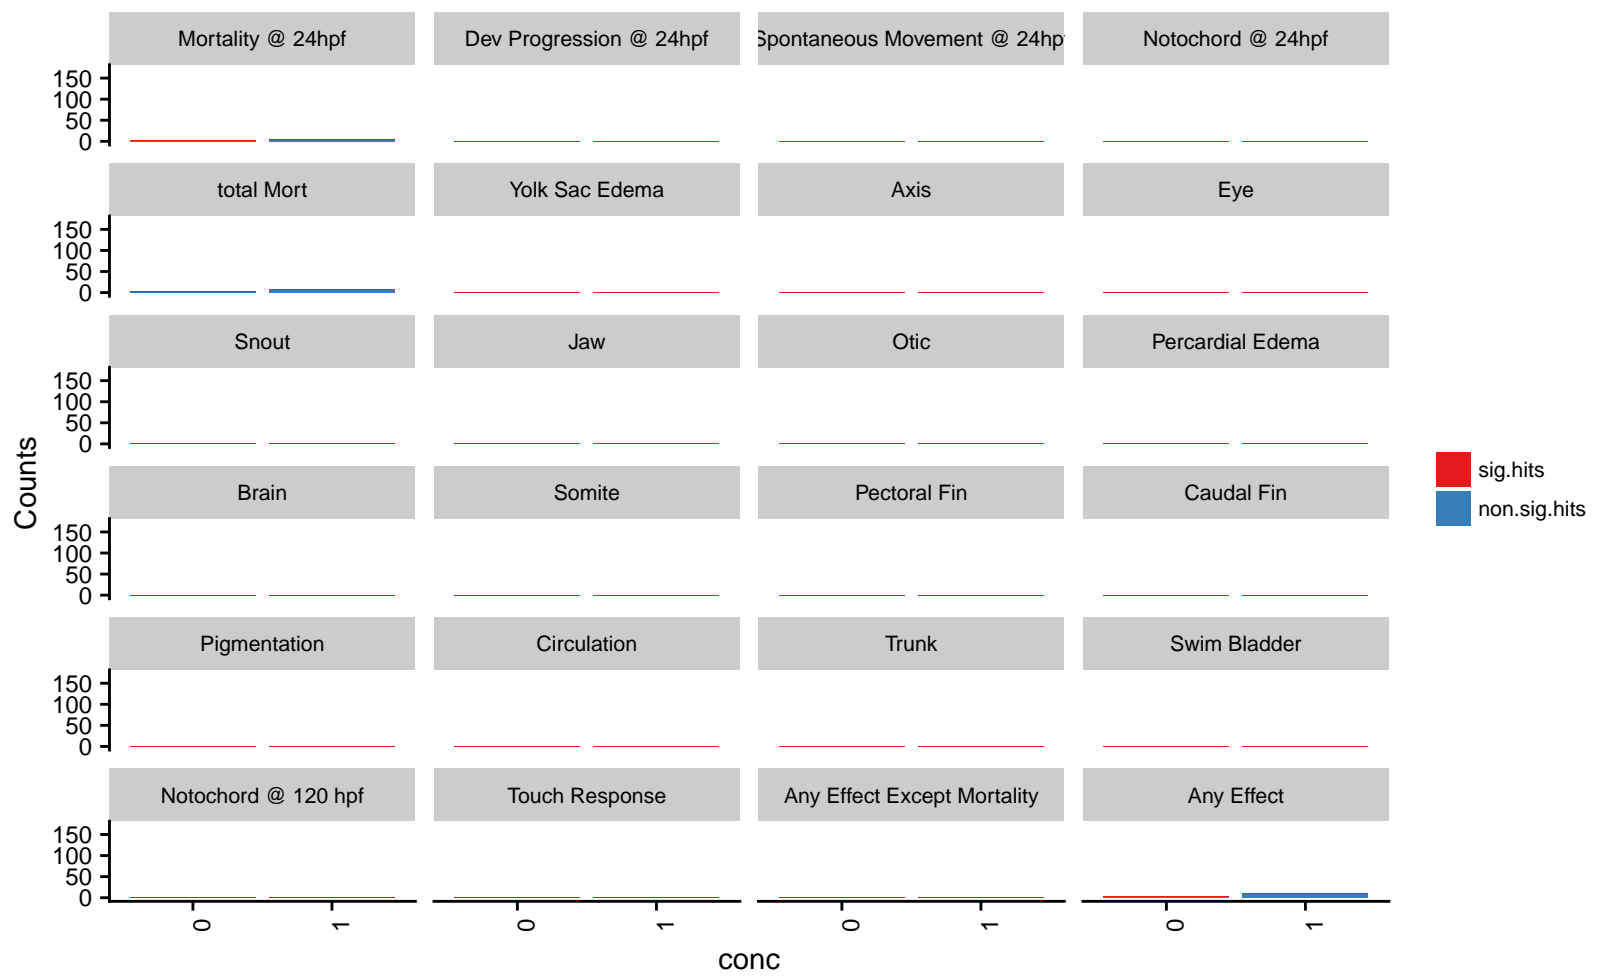 Mortality @ 24hpf
Dev Progression @ 24hpf
Spontaneous Movement @ 24hpf
Notochord @ 24hpf
150
100
50
0
total Mort
Yolk Sac Edema
Axis
Eye
150
100
50
0
Snout
Jaw
Otic
Percardial Edema
150
100
50
0
Brain
Somite
Pectoral Fin
Caudal Fin
150
100
50
0
Pigmentation
Circulation
Trunk
Swim Bladder
150
100
50
0
Notochord @ 120 hpf
Touch Response
Any Effect Except Mortality
Any Effect
150
100
50
0
0
1
0
1
0
1
0
1
conc
Counts
sig.hits
non.sig.hits